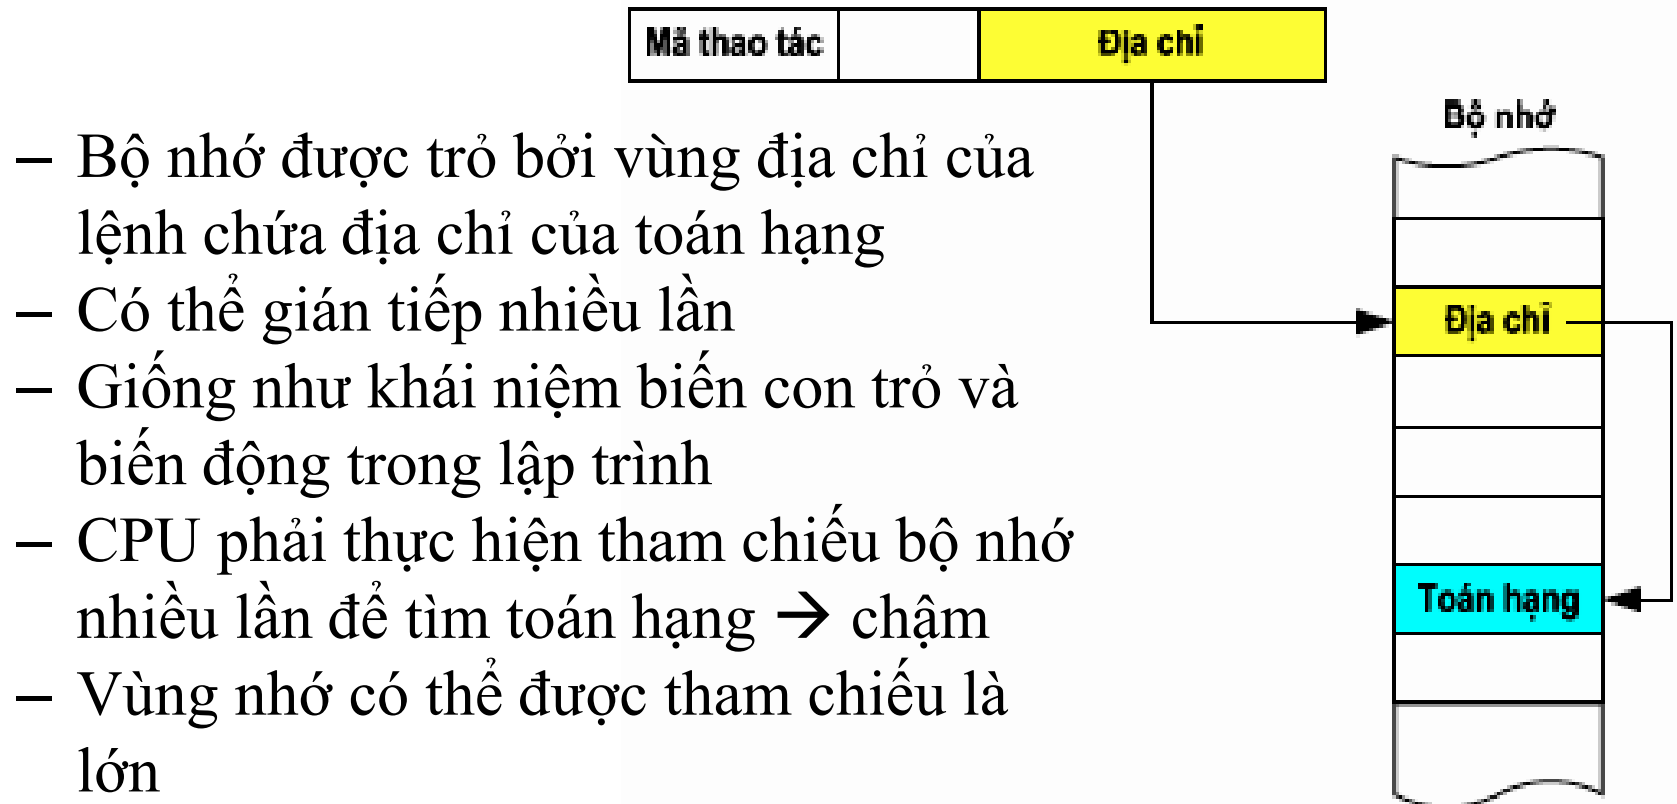 Mã thao tác Địa chỉ
Bộ nhớ
– Bộ nhớ được trỏ bởi vùng địa chỉ của
lệnh chứa địa chỉ của toán hạng
– Có thể gián tiếp nhiều lần
– Giống như khái niệm biến con trỏ và
biến động trong lập trình
– CPU phải thực hiện tham chiếu bộ nhớ
nhiều lần để tìm toán hạng → chậm
– Vùng nhớ có thể được tham chiếu là
lớn
Địa chỉ
Toán hạng